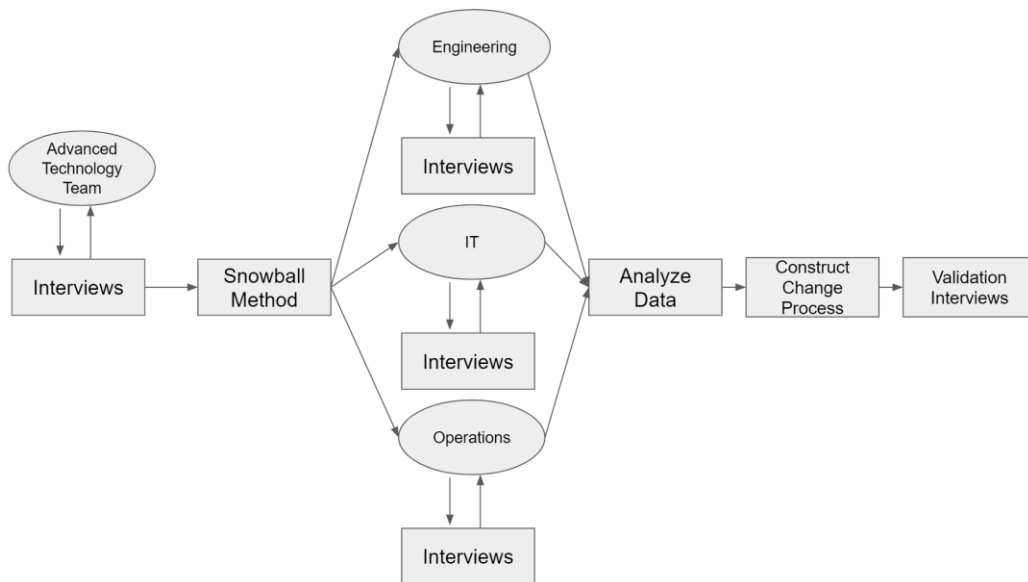 Engineering
Interviews
Advanced
Technology
Team
Interviews
Snowball
Method
IT
Interviews
Operations
Interviews
Analyze
Data
Construct
Change
Process
Validation
Interviews